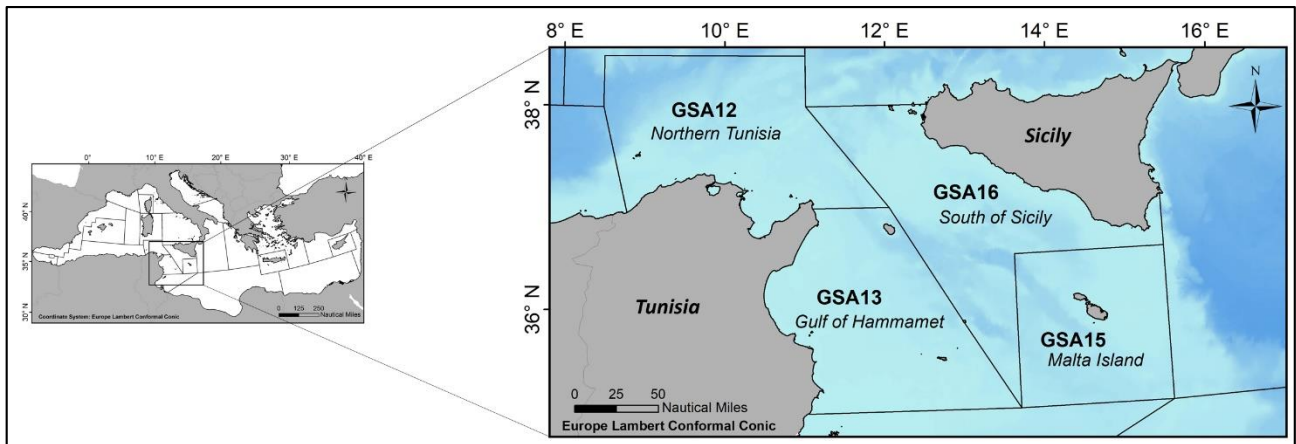 0°
10° E
20° E
30° E
40° E
40° N
35° N
30° N
N
0
125
250
Nautical Miles
Coordinate System: Europe Lambert Conformal Conic
8° E
10° E
12° E
14° E
16° E
38° N
36° N
N
GSA12
Northern Tunisia
Sicily
GSA16
South of Sicily
GSA13
Gulf of Hammamet
Tunisia
GSA15
Malta Island
0
25
50
Nautical Miles
Europe Lambert Conformal Conic